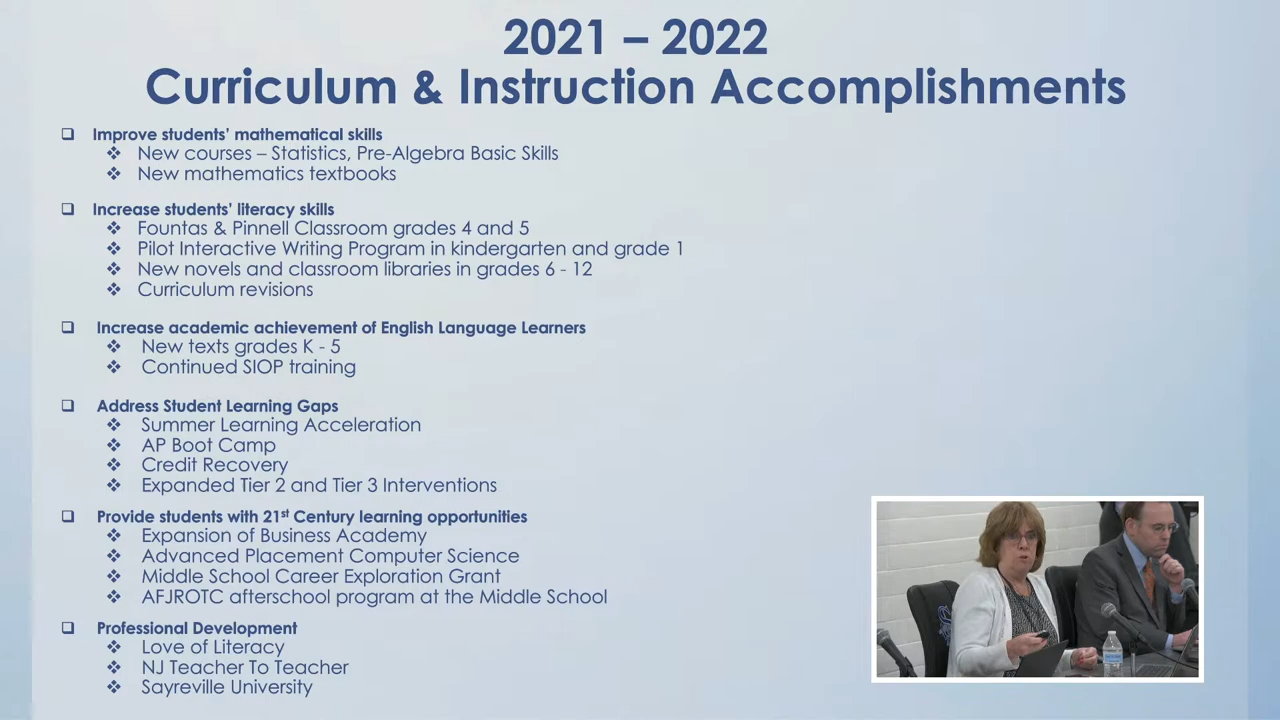 2021 – 2022
Curriculum & Instruction Accomplishments
❑ Improve students’ mathematical skills
❖ New courses – Statistics, Pre-Algebra Basic Skills
❖ New mathematics textbooks
❑ Increase students’ literacy skills
❖ Fountas & Pinnell Classroom grades 4 and 5
❖ Pilot Interactive Writing Program in kindergarten and grade 1
❖ New novels and classroom libraries in grades 6 - 12
❖ Curriculum revisions
❑ Increase academic achievement of English Language Learners
❖ New texts grades K - 5
❖ Continued SIOP training
❑ Address Student Learning Gaps
❖ Summer Learning Acceleration
❖ AP Boot Camp
❖ Credit Recovery
❖ Expanded Tier 2 and Tier 3 Interventions
❑ Provide students with 21st Century learning opportunities
❖ Expansion of Business Academy
❖ Advanced Placement Computer Science
❖ Middle School Career Exploration Grant
❖ AFJROTC afterschool program at the Middle School
❑ Professional Development
❖ Love of Literacy
❖ NJ Teacher To Teacher
❖ Sayreville University